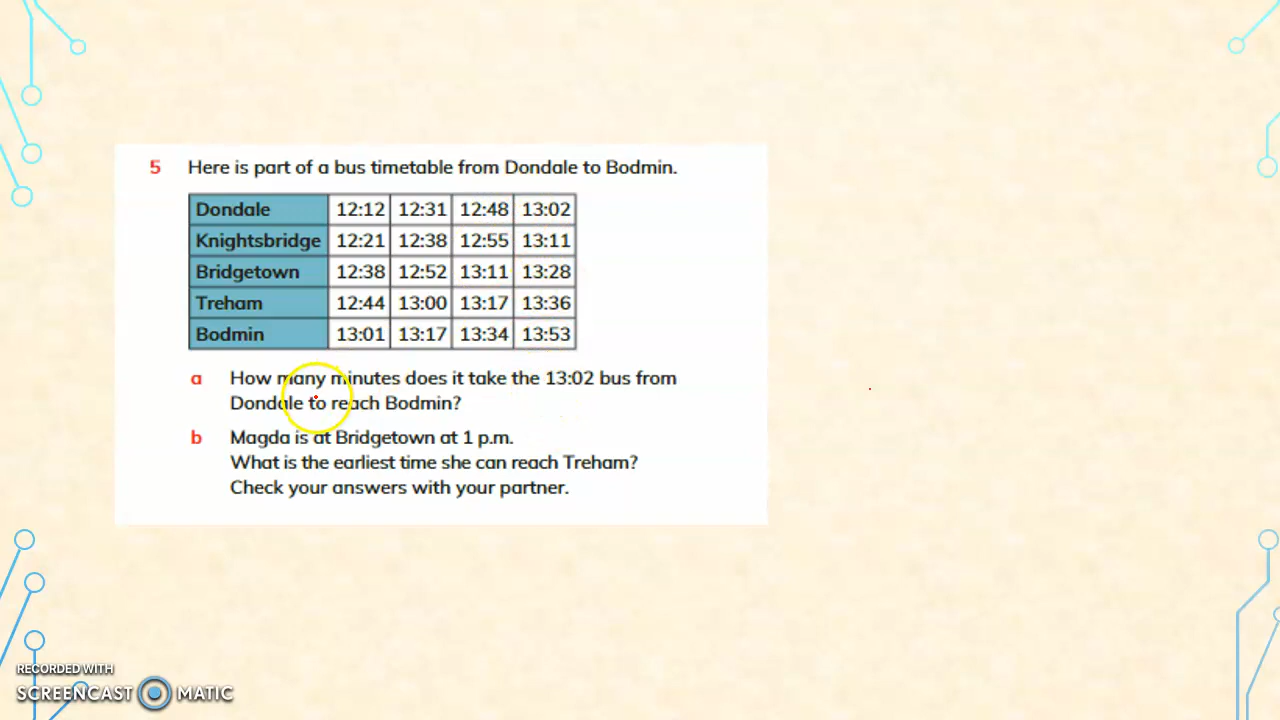 5 Here is part of a bus timetable from Dondale to Bodmin.
Dondale 12:12 12:31 12:48 13:02
Knightsbridge 12:21 12:38 12:55 13:11
Bridgetown 12:38 12:52 13:11 13:28
Treham 12:44 13:00 13:17 13:36
Bodmin 13:01 13:17 13:34 13:53
a How many minutes does it take the 13:02 bus from
Dondale to reach Bodmin?
b Magda is at Bridgetown at 1 p.m.
What is the earliest time she can reach Treham?
Check your answers with your partner.
RECORDED WITH
SCREENCAST MATIC